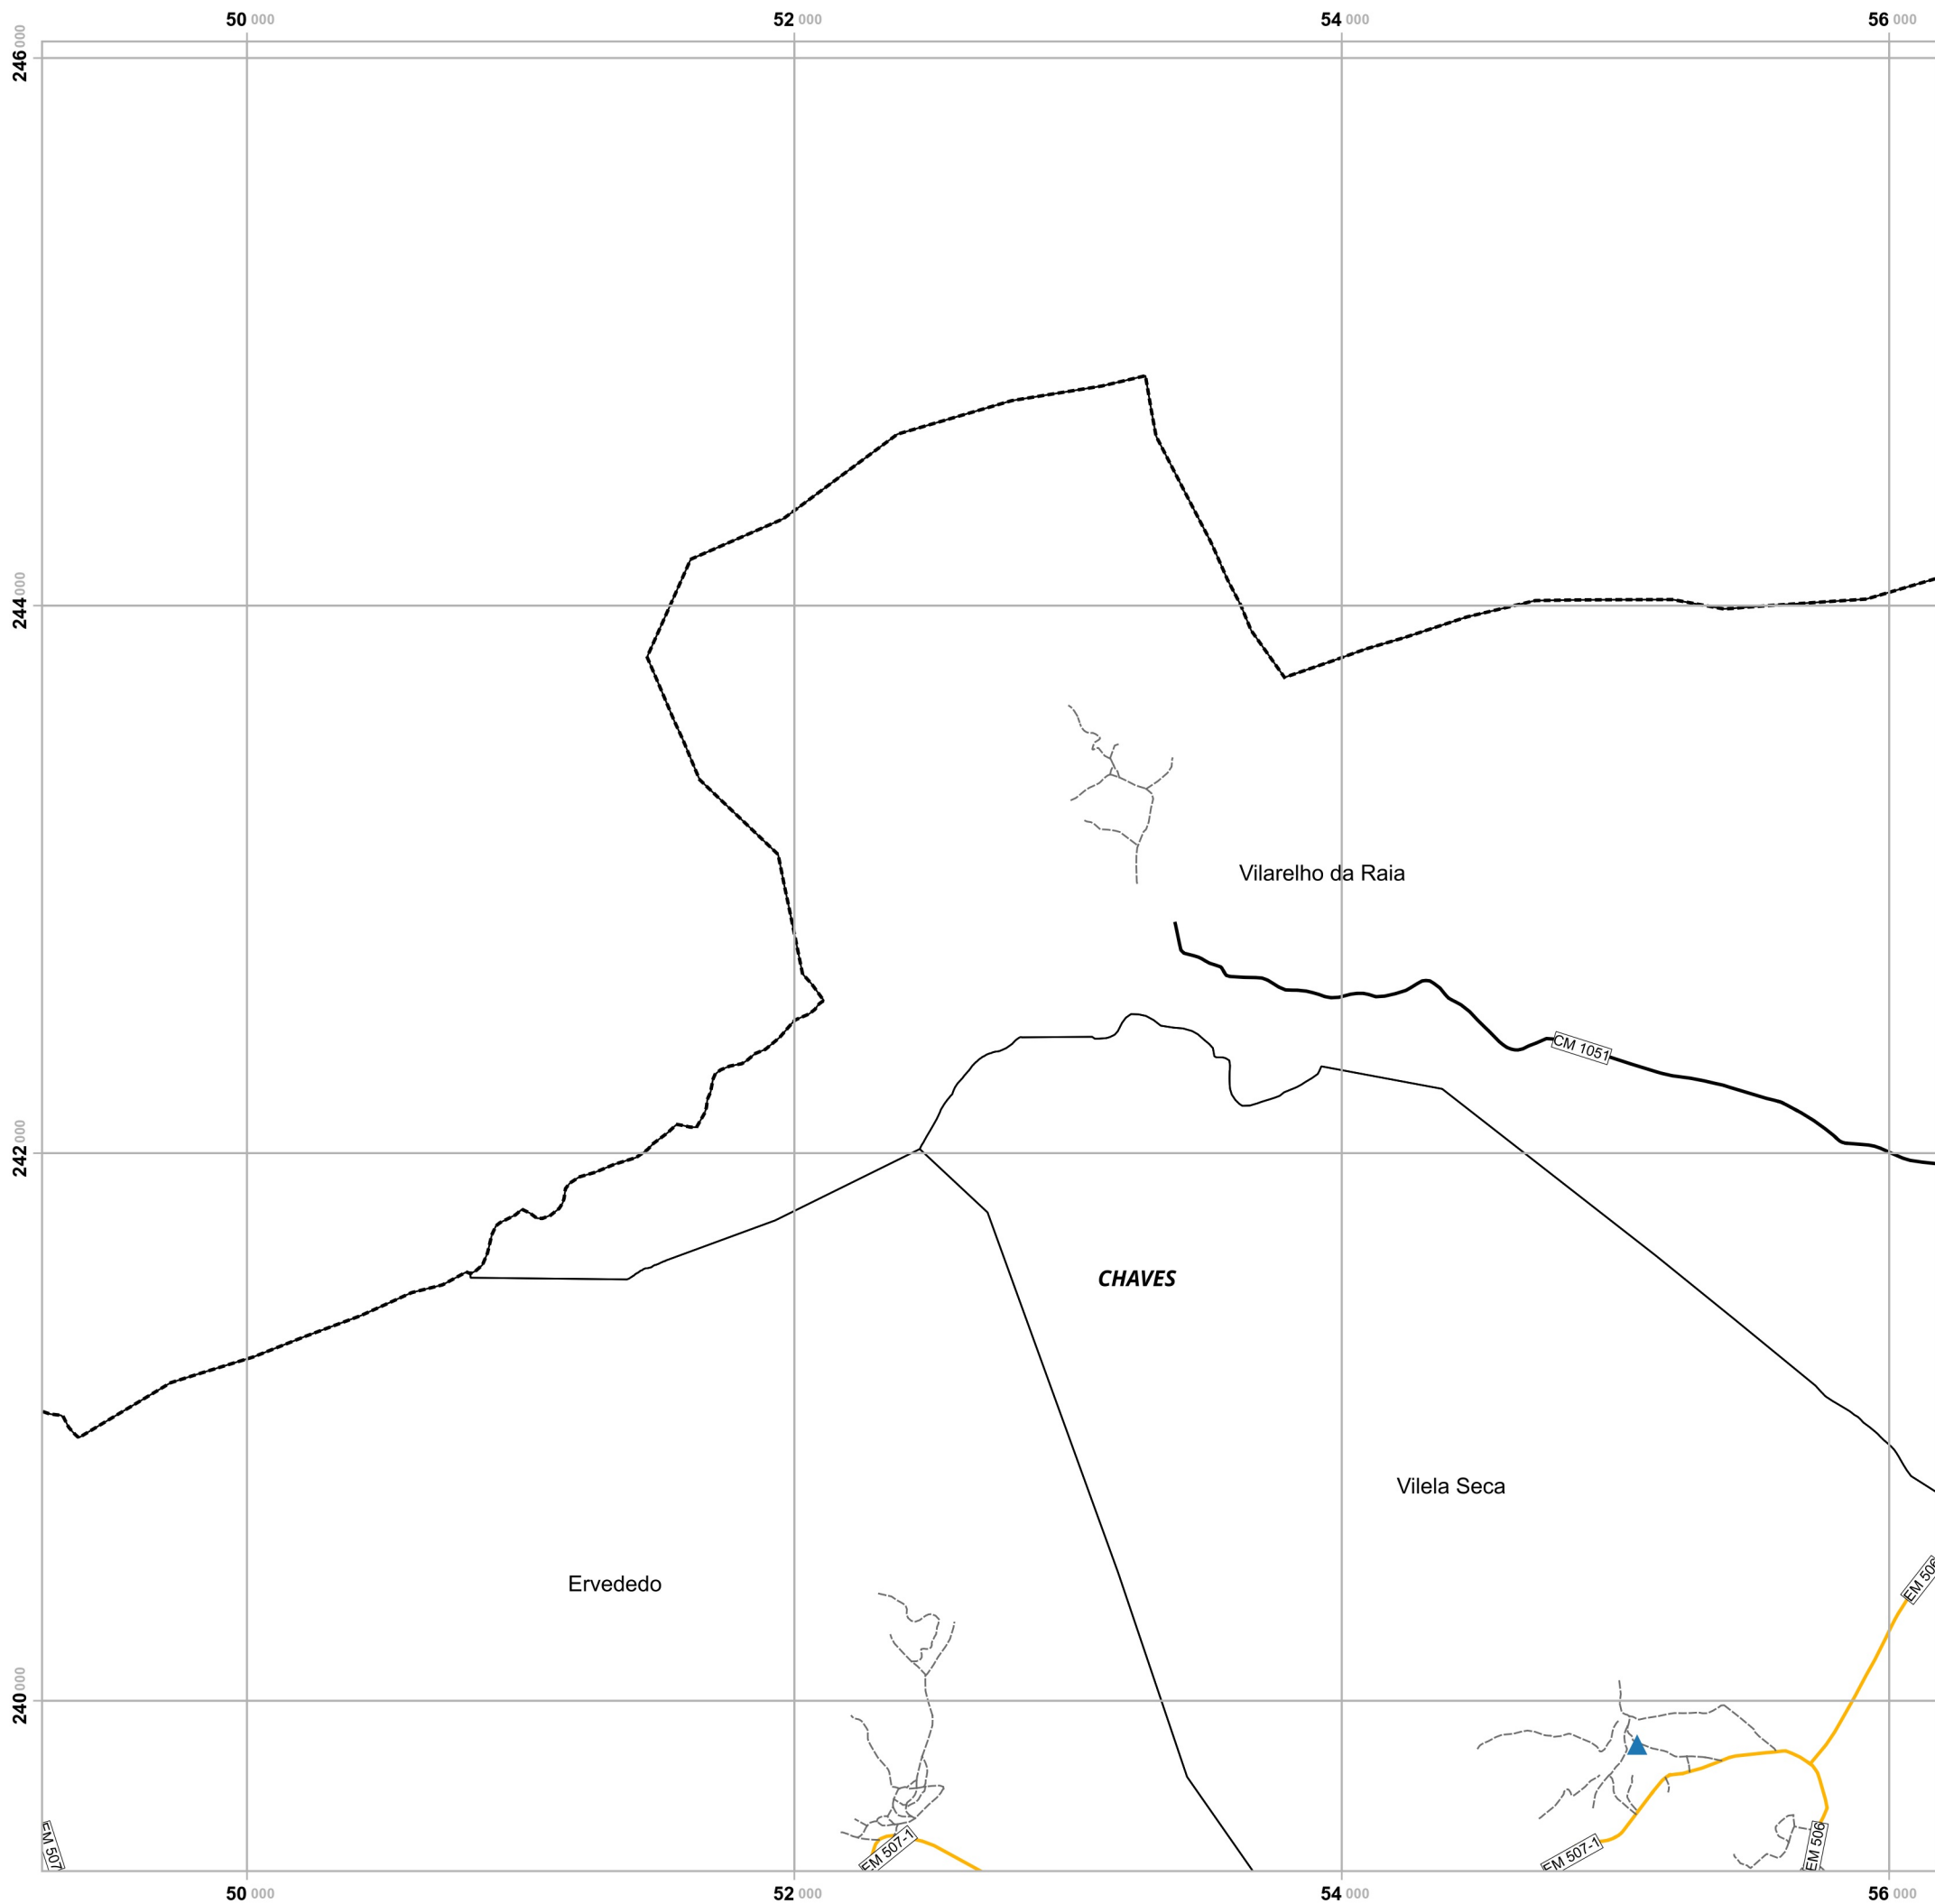 50 000
52 000
54 000
56 000
246 000
244 000
Vilarelho da Raia
CM 1051
242 000
CHAVES
Vilela Seca
EM 506
Ervededo
240 000
EM 507
EM 507-1
EM 507-1
EM 506
50 000
52 000
54 000
56 000